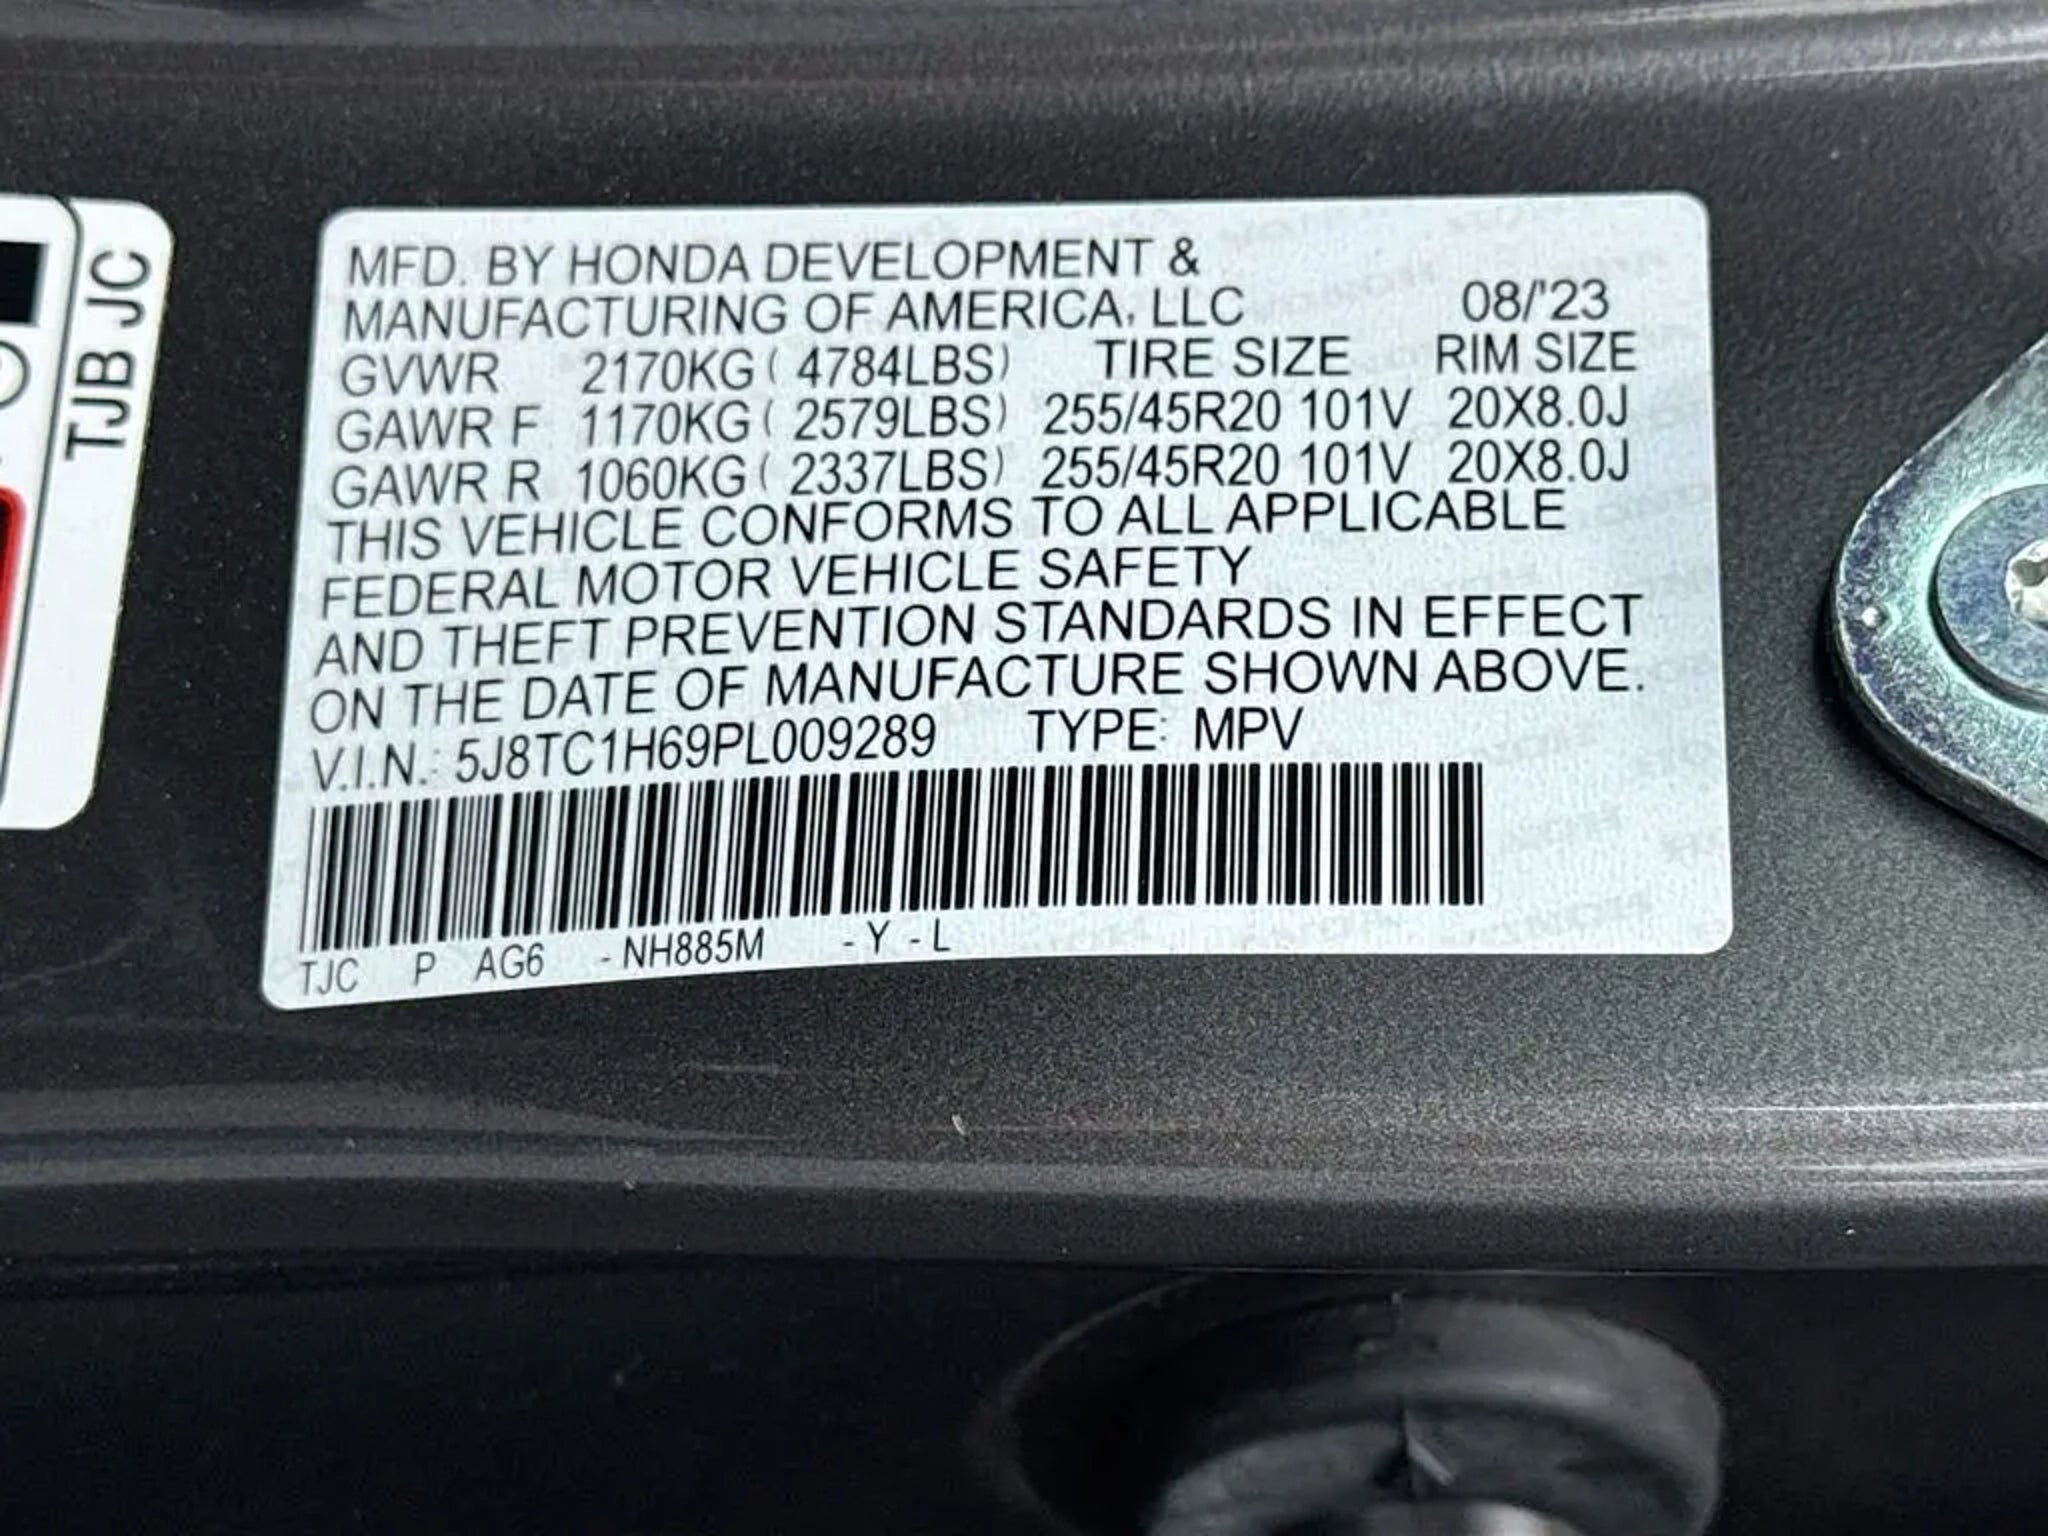 TJB JC
MFD. BY HONDA DEVELOPMENT &
MANUFACTURING OF AMERICA, LLC 08/'23
GVWR 2170KG ( 4784LBS) TIRE SIZE RIM SIZE
GAWR F 1170KG ( 2579LBS) 255/45R20 101V 20X8.0J
GAWR R 1060KG ( 2337LBS) 255/45R20 101V 20X8.0J
THIS VEHICLE CONFORMS TO ALL APPLICABLE
FEDERAL MOTOR VEHICLE SAFETY
AND THEFT PREVENTION STANDARDS IN EFFECT
ON THE DATE OF MANUFACTURE SHOWN ABOVE.
V.I.N.: 5J8TC1H69PL009289 TYPE: MPV
TJC P AG6 - NH885M - Y - L